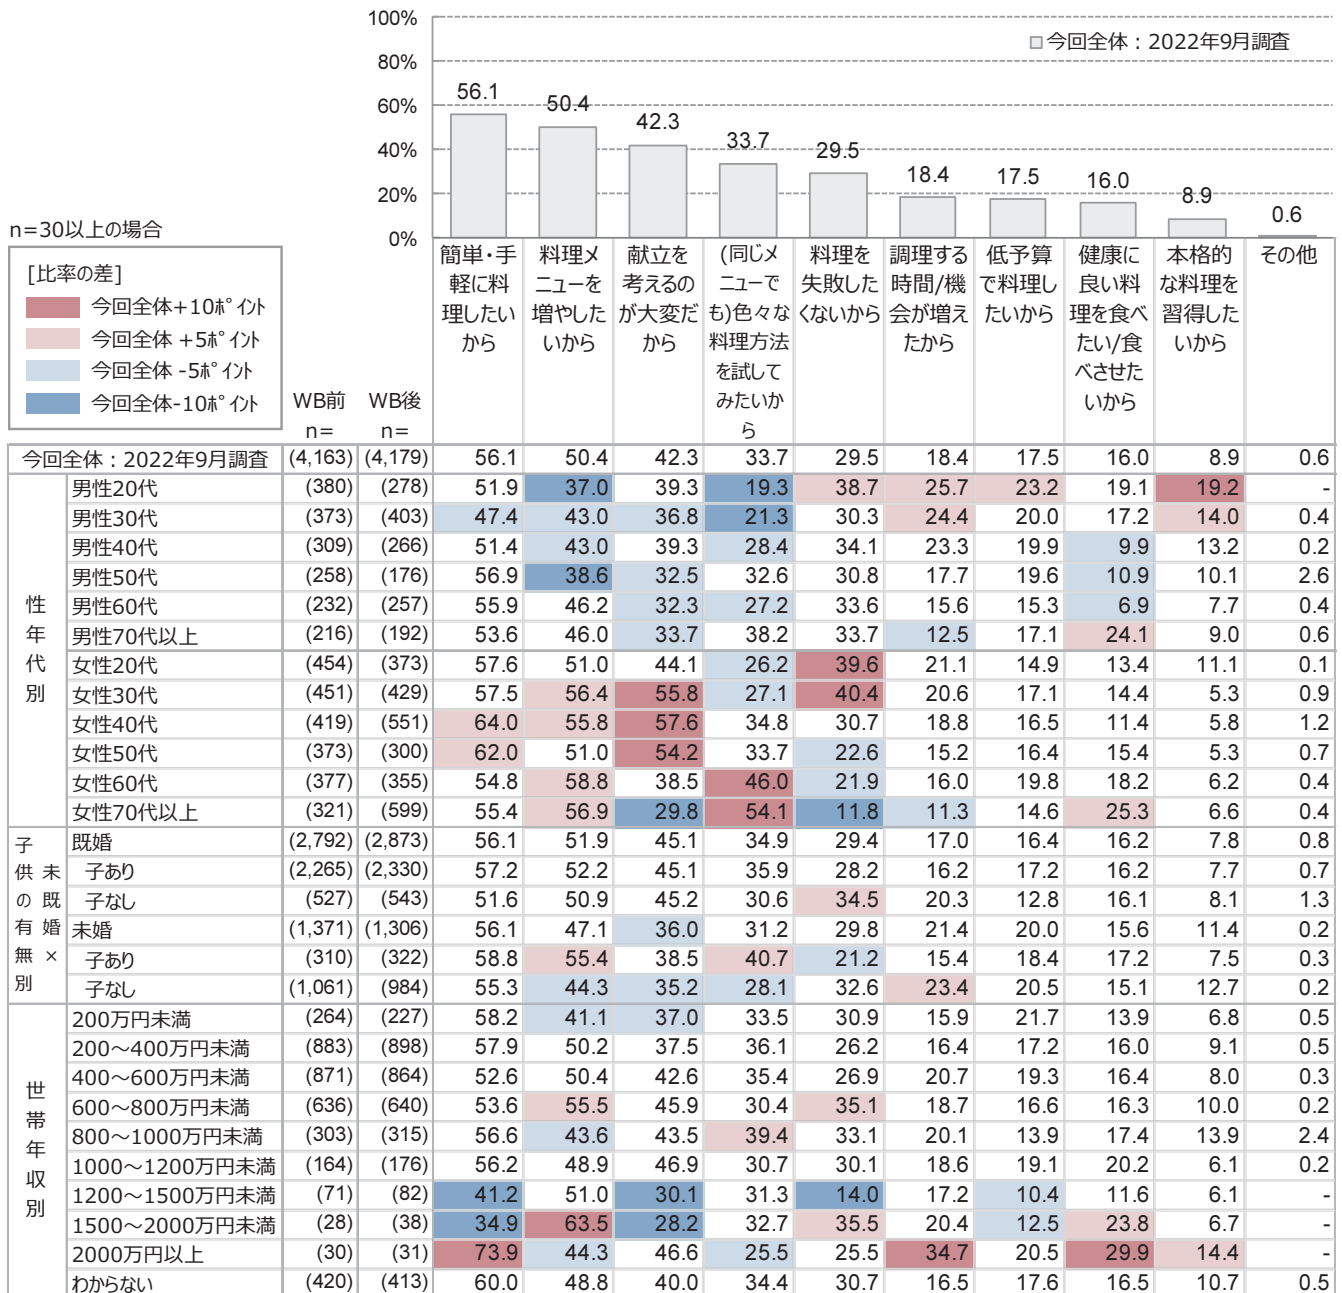 100%
80%
60%
40%
20%
0%
今回全体：2022年9月調査
56.1 50.4 42.3 33.7 29.5 18.4 17.5 16.0 8.9 0.6
n=30以上の場合
[比率の差]
今回全体+10ﾎﾟｲﾝﾄ
今回全体 +5ﾎﾟｲﾝﾄ
今回全体 -5ﾎﾟｲﾝﾄ
今回全体-10ﾎﾟｲﾝﾄ
WB前
n=
WB後
n=
簡単・手
軽に料
理したい
から
料理メ
ニューを
増やした
いから
献立を
考えるの
が大変だ
から
(同じメ
ニューで
も)色々な
料理方法
を試して
みたいか
ら
料理を
失敗した
くないから
調理する
時間/機
会が増え
たから
低予算
で料理し
たいから
健康に
良い料
理を食べ
たい/食
べさせた
いから
本格的
な料理を
習得した
いから
その他
今回全体：2022年9月調査 (4,163) (4,179) 56.1 50.4 42.3 33.7 29.5 18.4 17.5 16.0 8.9 0.6
性年代別
男性20代 (380) (278) 51.9 37.0 39.3 19.3 38.7 25.7 23.2 19.1 19.2 -
男性30代 (373) (403) 47.4 43.0 36.8 21.3 30.3 24.4 20.0 17.2 14.0 0.4
男性40代 (309) (266) 51.4 43.0 39.3 28.4 34.1 23.3 19.9 9.9 13.2 0.2
男性50代 (258) (176) 56.9 38.6 32.5 32.6 30.8 17.7 19.6 10.9 10.1 2.6
男性60代 (232) (257) 55.9 46.2 32.3 27.2 33.6 15.6 15.3 6.9 7.7 0.4
男性70代以上 (216) (192) 53.6 46.0 33.7 38.2 33.7 12.5 17.1 24.1 9.0 0.6
女性20代 (454) (373) 57.6 51.0 44.1 26.2 39.6 21.1 14.9 13.4 11.1 0.1
女性30代 (451) (429) 57.5 56.4 55.8 27.1 40.4 20.6 17.1 14.4 5.3 0.9
女性40代 (419) (551) 64.0 55.8 57.6 34.8 30.7 18.8 16.5 11.4 5.8 1.2
女性50代 (373) (300) 62.0 51.0 54.2 33.7 22.6 15.2 16.4 15.4 5.3 0.7
女性60代 (377) (355) 54.8 58.8 38.5 46.0 21.9 16.0 19.8 18.2 6.2 0.4
女性70代以上 (321) (599) 55.4 56.9 29.8 54.1 11.8 11.3 14.6 25.3 6.6 0.4
未既婚×
子供の有無別
既婚 (2,792) (2,873) 56.1 51.9 45.1 34.9 29.4 17.0 16.4 16.2 7.8 0.8
子あり (2,265) (2,330) 57.2 52.2 45.1 35.9 28.2 16.2 17.2 16.2 7.7 0.7
子なし (527) (543) 51.6 50.9 45.2 30.6 34.5 20.3 12.8 16.1 8.1 1.3
未婚 (1,371) (1,306) 56.1 47.1 36.0 31.2 29.8 21.4 20.0 15.6 11.4 0.2
子あり (310) (322) 58.8 55.4 38.5 40.7 21.2 15.4 18.4 17.2 7.5 0.3
子なし (1,061) (984) 55.3 44.3 35.2 28.1 32.6 23.4 20.5 15.1 12.7 0.2
世帯年収別
200万円未満 (264) (227) 58.2 41.1 37.0 33.5 30.9 15.9 21.7 13.9 6.8 0.5
200～400万円未満 (883) (898) 57.9 50.2 37.5 36.1 26.2 16.4 17.2 16.0 9.1 0.5
400～600万円未満 (871) (864) 52.6 50.4 42.6 35.4 26.9 20.7 19.3 16.4 8.0 0.3
600～800万円未満 (636) (640) 53.6 55.5 45.9 30.4 35.1 18.7 16.6 16.3 10.0 0.2
800～1000万円未満 (303) (315) 56.6 43.6 43.5 39.4 33.1 20.1 13.9 17.4 13.9 2.4
1000～1200万円未満 (164) (176) 56.2 48.9 46.9 30.7 30.1 18.6 19.1 20.2 6.1 0.2
1200～1500万円未満 (71) (82) 41.2 51.0 30.1 31.3 14.0 17.2 10.4 11.6 6.1 -
1500～2000万円未満 (28) (38) 34.9 63.5 28.2 32.7 35.5 20.4 12.5 23.8 6.7 -
2000万円以上 (30) (31) 73.9 44.3 46.6 25.5 25.5 34.7 20.5 29.9 14.4 -
わからない (420) (413) 60.0 48.8 40.0 34.4 30.7 16.5 17.6 16.5 10.7 0.5